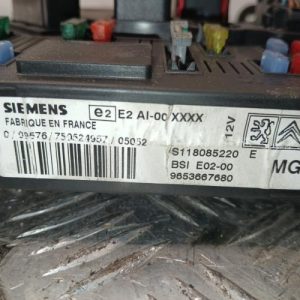 SIEMENS e2 E2 AI-00 XXXX
FABRIQUE EN FRANCE
12V
S118085220 E
BSI E02-00
9653667680
MG